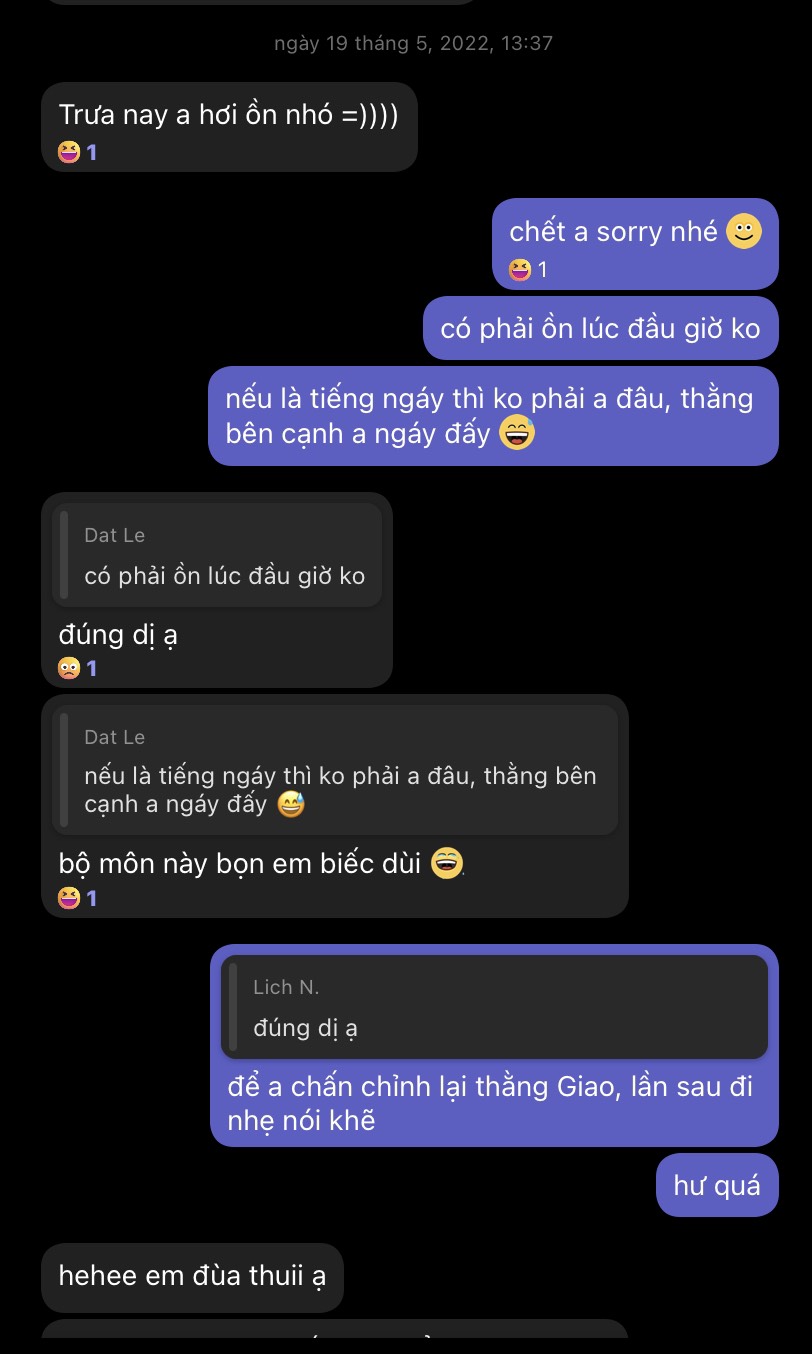 ngày 19 tháng 5, 2022, 13:37
Trưa nay a hơi ồn nhó =))))
😆 1
chết a sorry nhé 🙂
😆 1
có phải ồn lúc đầu giờ ko
nếu là tiếng ngáy thì ko phải a đâu, thằng
bên cạnh a ngáy đấy 😅
Dat Le
có phải ồn lúc đầu giờ ko
đúng dị ạ
1
Dat Le
nếu là tiếng ngáy thì ko phải a đâu, thằng bên
cạnh a ngáy đấy 😅
bộ môn này bọn em biếc dùi 😅
😆 1
Lich N.
đúng dị ạ
để a chấn chỉnh lại thằng Giao, lần sau đi
nhẹ nói khẽ
hư quá
hehee em đùa thuii ạ